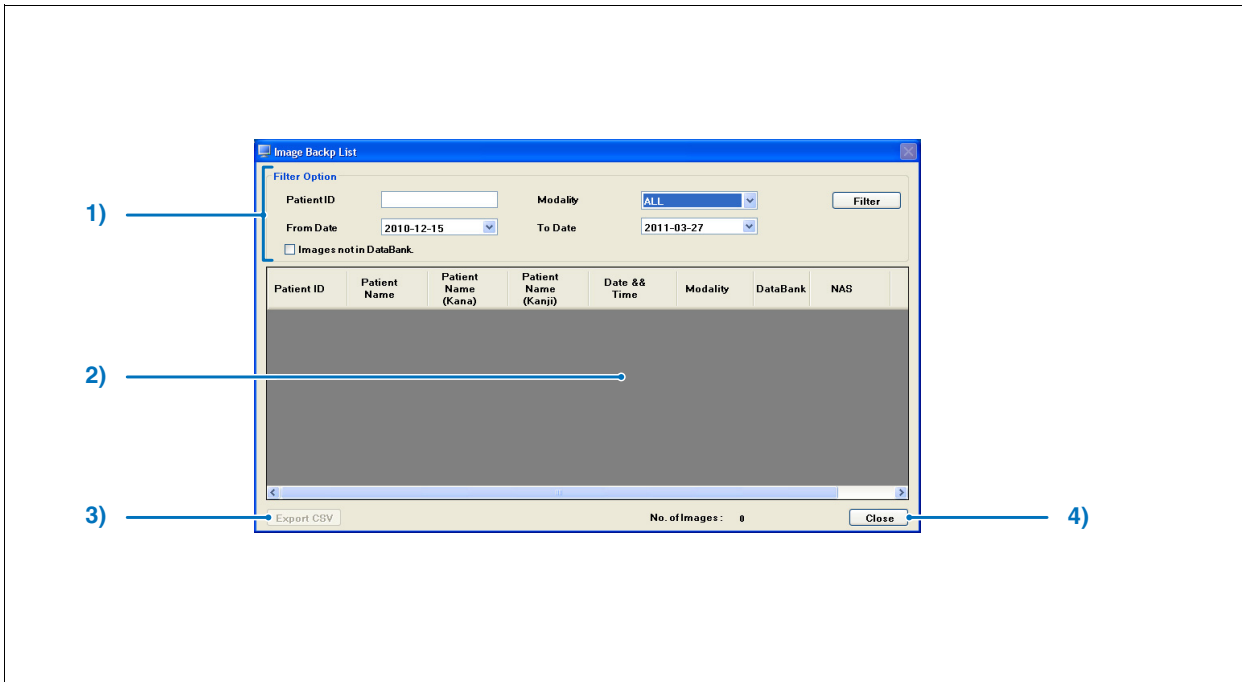 Image Backp List
Filter Option
Patient ID
Modality
ALL
Filter
1)
From Date
2010-12-15
To Date
2011-03-27
Images not in DataBank.
Patient ID
Patient
Name
Patient
Name
(Kana)
Patient
Name
(Kanji)
Date &&
Time
Modality
DataBank
NAS
2)
3)
Export CSV
No. of Images : 0
Close
4)